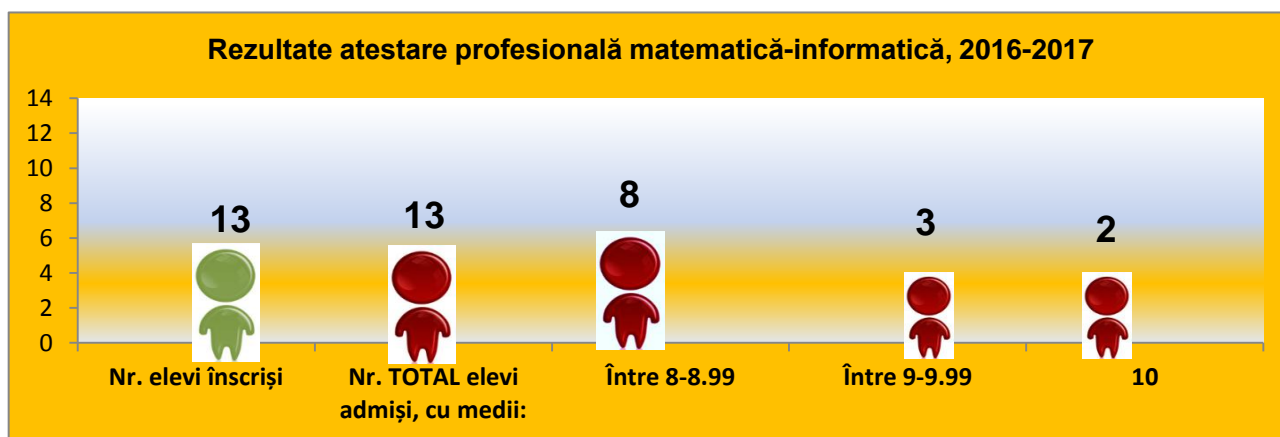 Rezultate atestare profesională matematică-informatică, 2016-2017
14
12
10
8
6
4
2
0
13
13
8
3
2
Nr. elevi înscriși
Nr. TOTAL elevi
admiși, cu medii:
Între 8-8.99
Între 9-9.99
10